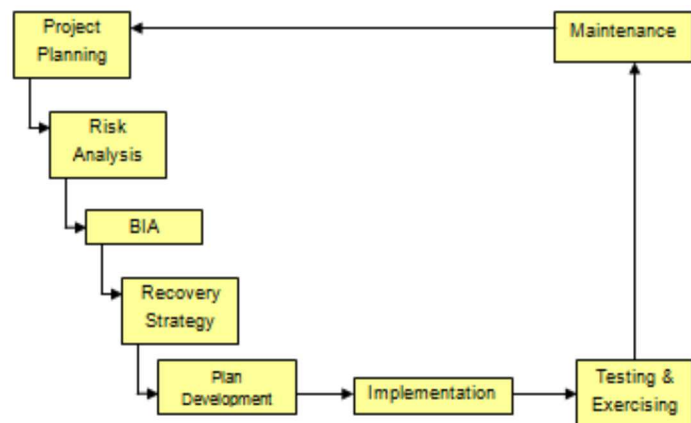 Project
Planning
Risk
Analysis
BIA
Recovery
Strategy
Plan
Development
Implementation
Testing &
Exercising
Maintenance